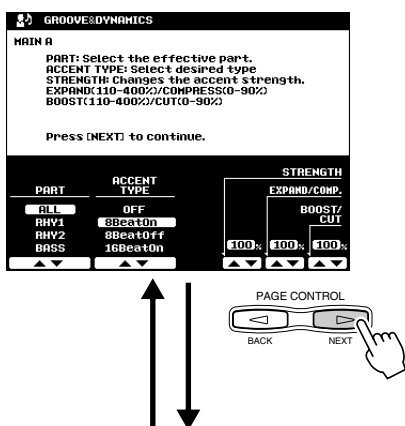 GROOVE&DYNAMICS
MAIN A
PART: Select the effective part.
ACCENT TYPE: Select desired type
STRENGTH: Changes the accent strength.
EXPAND(110-400%)/COMPRESS(0-90%)
BOOST(110-400%)/CUT(0-90%)
Press [NEXT] to continue.
STRENGTH
EXPAND/COMP.
BOOST/
CUT
PART
ACCENT
TYPE
ALL OFF
RHY1 8BeatOn
RHY2 8BeatOff
BASS 16BeatOn
100% 100% 100%
PAGE CONTROL
BACK NEXT